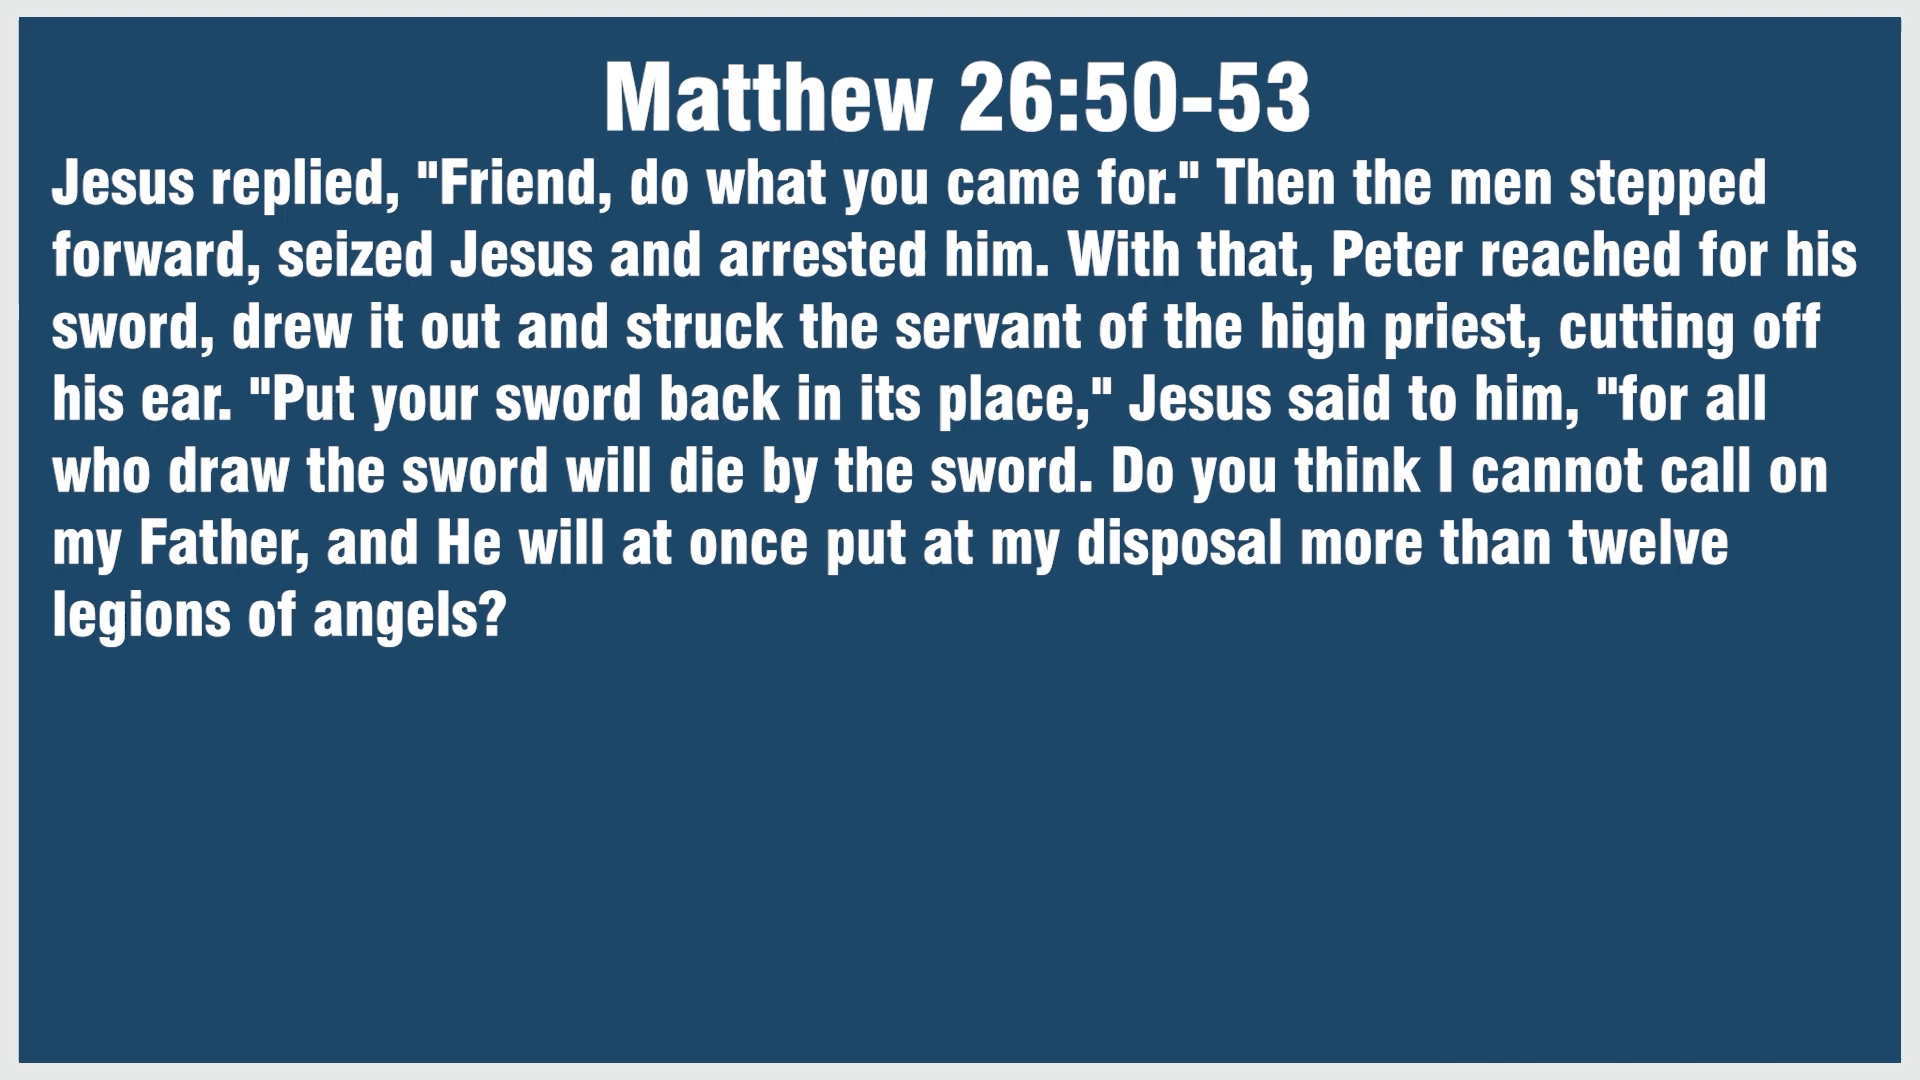 Matthew 26:50-53
Jesus replied, "Friend, do what you came for." Then the men stepped
forward, seized Jesus and arrested him. With that, Peter reached for his
sword, drew it out and struck the servant of the high priest, cutting off
his ear. "Put your sword back in its place," Jesus said to him, "for all
who draw the sword will die by the sword. Do you think I cannot call on
my Father, and He will at once put at my disposal more than twelve
legions of angels?